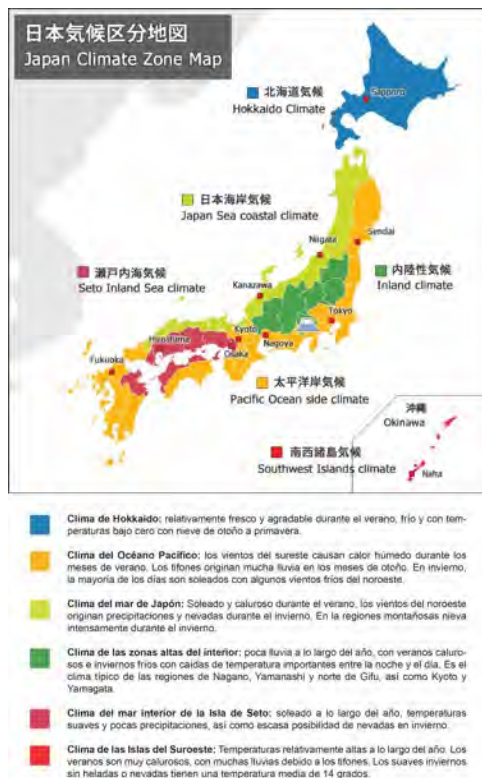 日本気候区分地図
Japan Climate Zone Map
北海道気候
Hokkaido Climate
Sapporo
日本海岸気候
Japan Sea coastal climate
Sendai
Niigata
瀬戸内海気候
Seto Inland Sea climate
内陸性気候
Inland climate
Kanazawa
Tokyo
Kyoto
Hiroshima
Nagoya
Osaka
Fukuoka
太平洋岸気候
Pacific Ocean side climate
沖縄
Okinawa
南西諸島気候
Southwest Islands climate
Naha
Clima de Hokkaido: relativamente fresco y agradable durante el verano, frío y con tem-
peraturas bajo cero con nieve de otoño a primavera.
Clima del Océano Pacífico: los vientos del sureste causan calor húmedo durante los
meses de verano. Los tifones originan mucha lluvia en los meses de otoño. En invierno,
la mayoría de los días son soleados con algunos vientos fríos del noroeste.
Clima del mar de Japón: Soleado y caluroso durante el verano, los vientos del noroeste
originan precipitaciones y nevadas durante el invierno. En la regiones montañosas nieva
intensamente durante el invierno.
Clima de las zonas altas del interior: poca lluvia a lo largo del año, con veranos caluro-
sos e inviernos fríos con caídas de temperatura importantes entre la noche y el día. Es el
clima típico de las regiones de Nagano, Yamanashi y norte de Gifu, así como Kyoto y
Yamagata.
Clima del mar interior de la Isla de Seto: soleado a lo largo del año, temperaturas
suaves y pocas precipitaciones, así como escasa posibilidad de nevadas en invierno.
Clima de las Islas del Suroeste: Temperaturas relativamente altas a lo largo del año. Los
veranos son muy calurosos, con muchas lluvias debido a los tifones. Los suaves inviernos
sin heladas o nevadas tienen una temperatura media de 14 grados.